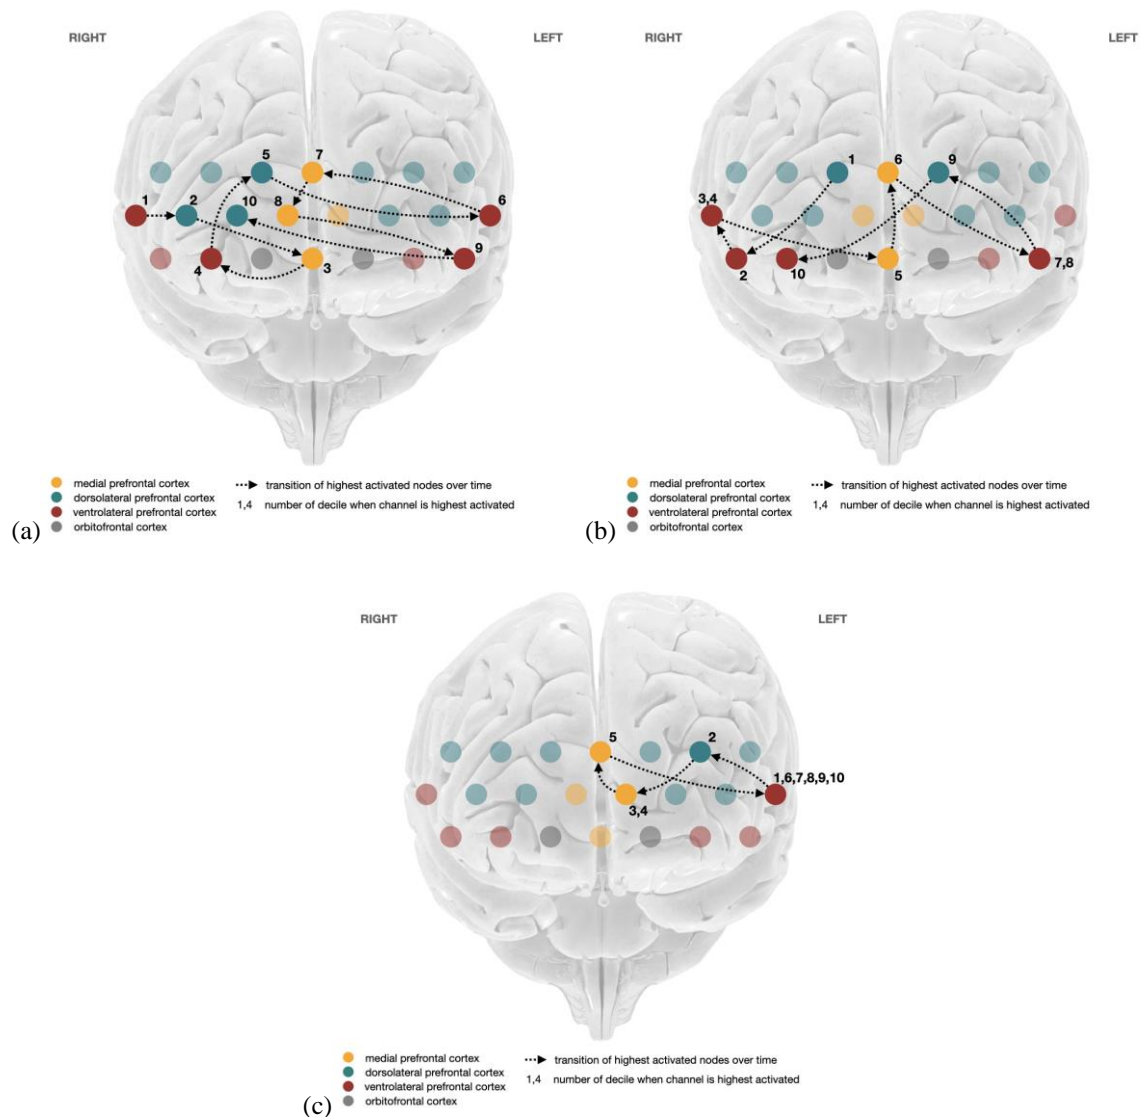 RIGHT LEFT
5 7
1 2 10 8 6
4 3 9
medial prefrontal cortex
dorsolateral prefrontal cortex
ventrolateral prefrontal cortex
orbitofrontal cortex
transition of highest activated nodes over time
1,4 number of decile when channel is highest activated
(a)
RIGHT LEFT
1 6 9
3,4
2 10 5 7,8
medial prefrontal cortex
dorsolateral prefrontal cortex
ventrolateral prefrontal cortex
orbitofrontal cortex
transition of highest activated nodes over time
1,4 number of decile when channel is highest activated
(b)
RIGHT LEFT
5 2
1,6,7,8,9,10
3,4
medial prefrontal cortex
dorsolateral prefrontal cortex
ventrolateral prefrontal cortex
orbitofrontal cortex
transition of highest activated nodes over time
1,4 number of decile when channel is highest activated
(c)